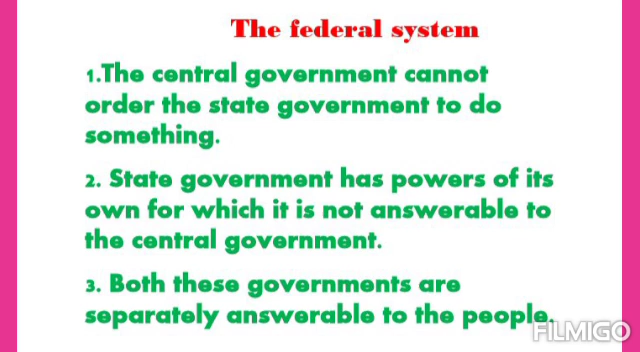 The federal system
1.The central government cannot
order the state government to do
something.
2. State government has powers of its
own for which it is not answerable to
the central government.
3. Both these governments are
separately answerable to the people.
FILMIGO